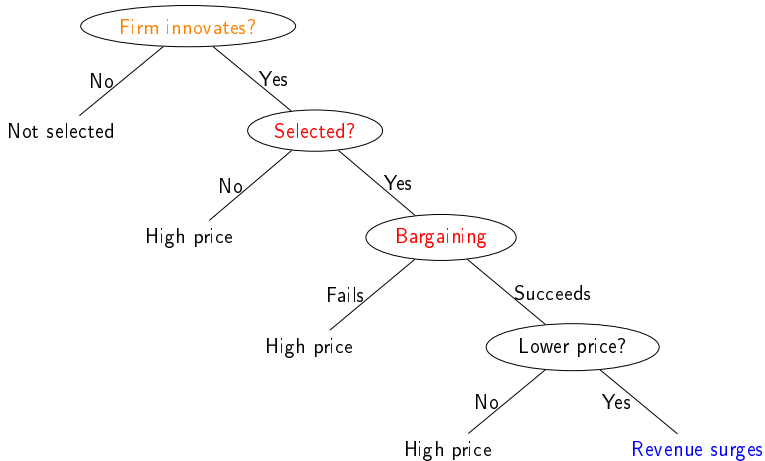 Firm innovates?
No
Yes
Not selected
Selected?
No
Yes
High price
Bargaining
Fails
Succeeds
High price
Lower price?
No
Yes
High price
Revenue surges